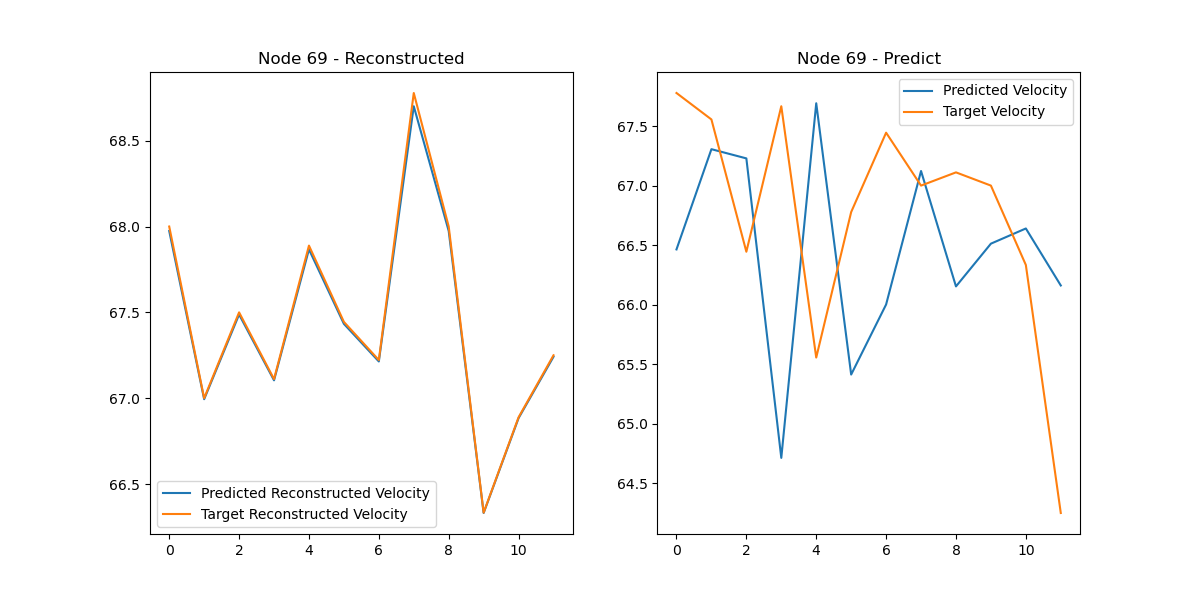 Node 69 - Reconstructed
68.5
68.0
67.5
67.0
66.5
Predicted Reconstructed Velocity
Target Reconstructed Velocity
0 2 4 6 8 10
Node 69 - Predict
Predicted Velocity
Target Velocity
67.5
67.0
66.5
66.0
65.5
65.0
64.5
0 2 4 6 8 10